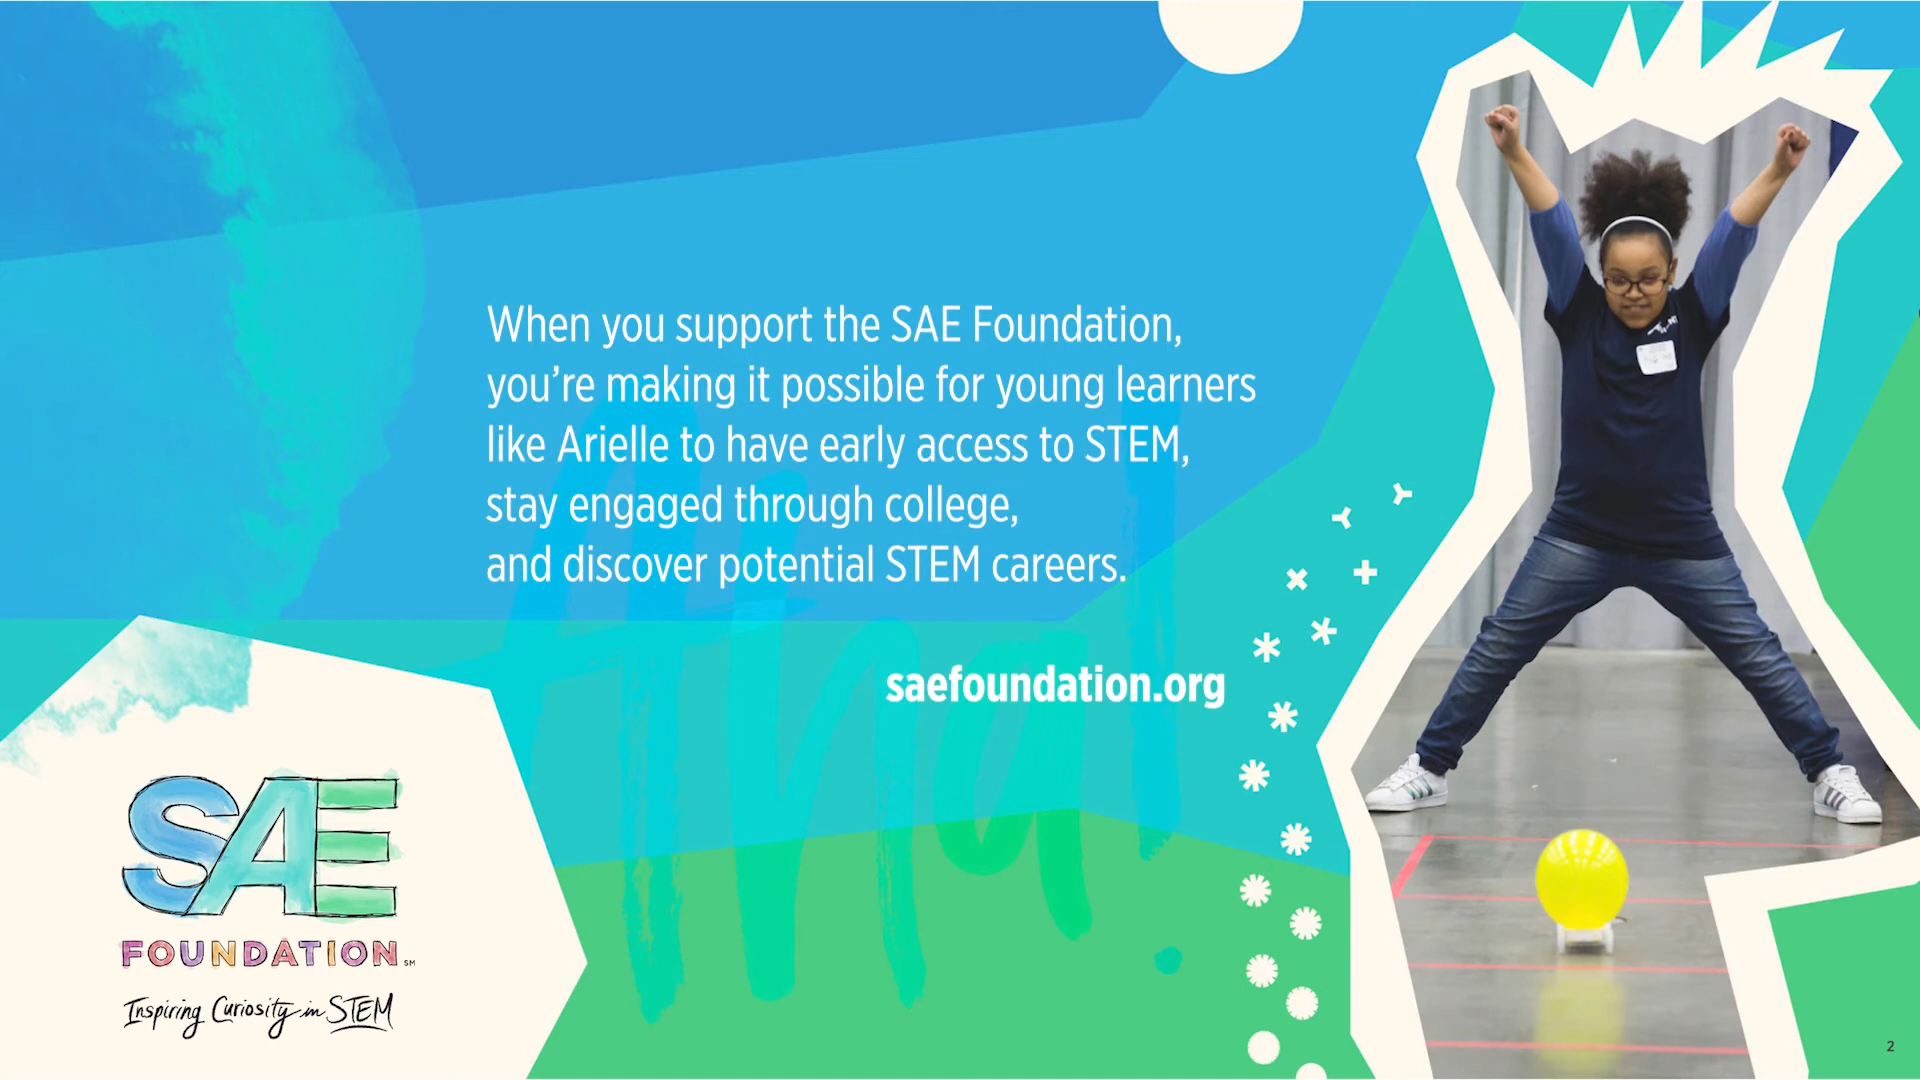 When you support the SAE Foundation,
you're making it possible for young learners
like Arielle to have early access to STEM,
stay engaged through college,
and discover potential STEM careers.
saefoundation.org
Aha!
SAE
FOUNDATION SM
Inspiring Curiosity in STEM
2